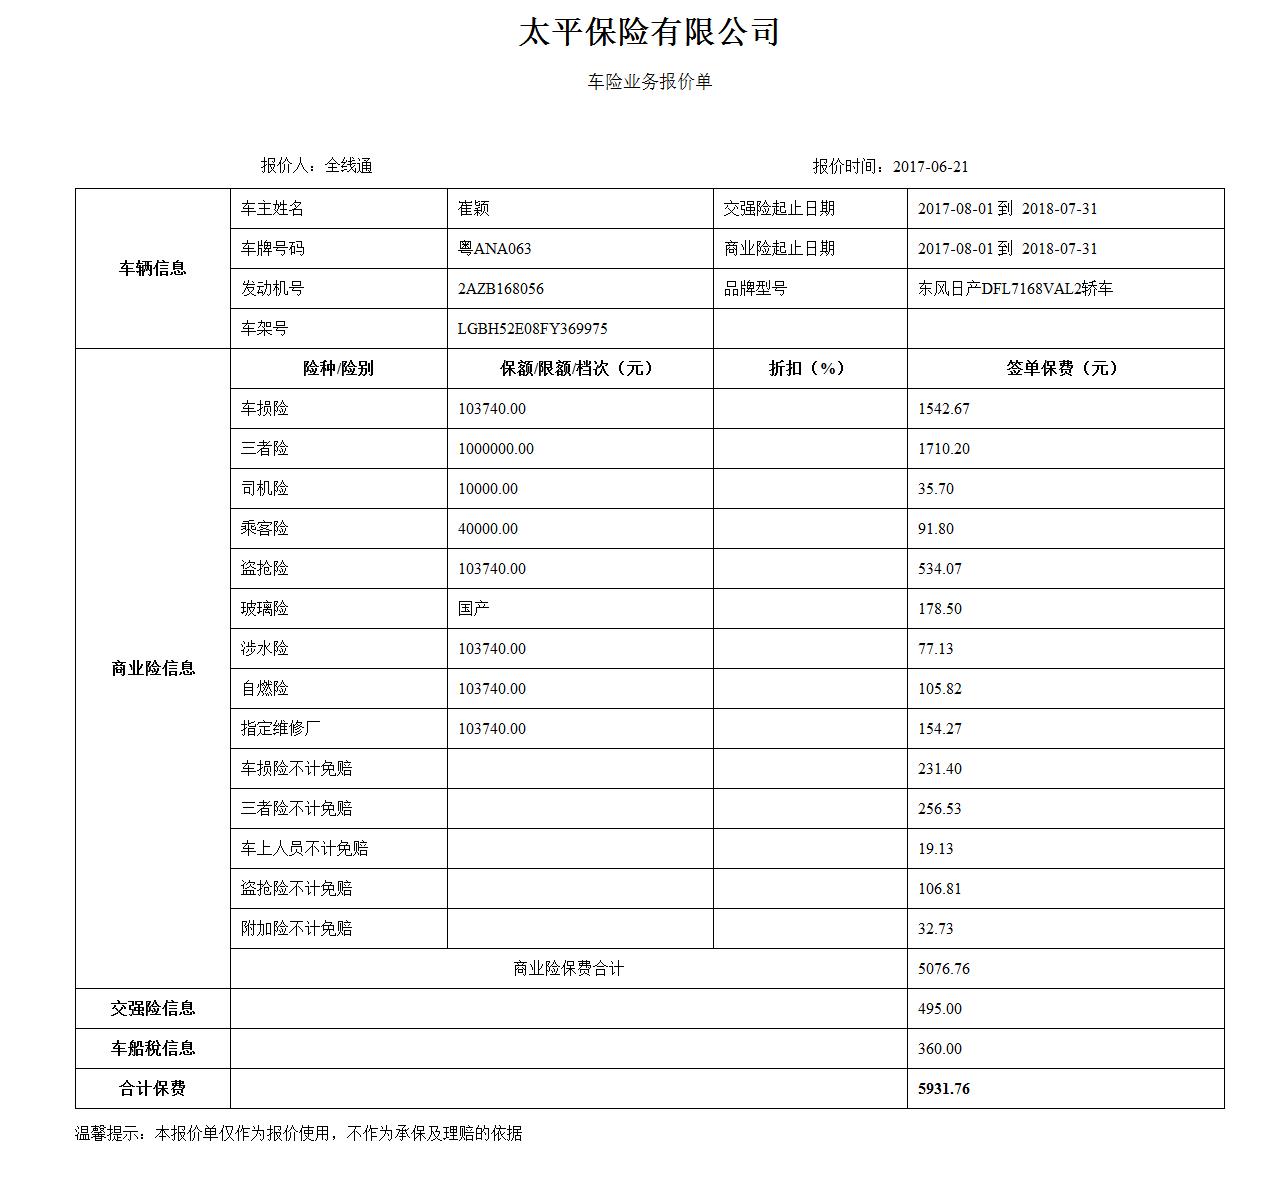 太平保险有限公司
车险业务报价单
报价人：全线通 报价时间：2017-06-21
车辆信息
车主姓名 崔颖 交强险起止日期 2017-08-01 到 2018-07-31
车牌号码 粤ANA063 商业险起止日期 2017-08-01 到 2018-07-31
发动机号 2AZB168056 品牌型号 东风日产DFL7168VAL2轿车
车架号 LGBH52E08FY369975
商业险信息
险种/险别 保额/限额/档次（元） 折扣（%） 签单保费（元）
车损险 103740.00 1542.67
三者险 1000000.00 1710.20
司机险 10000.00 35.70
乘客险 40000.00 91.80
盗抢险 103740.00 534.07
玻璃险 国产 178.50
涉水险 103740.00 77.13
自燃险 103740.00 105.82
指定维修厂 103740.00 154.27
车损险不计免赔 231.40
三者险不计免赔 256.53
车上人员不计免赔 19.13
盗抢险不计免赔 106.81
附加险不计免赔 32.73
商业险保费合计 5076.76
交强险信息 495.00
车船税信息 360.00
合计保费 5931.76
温馨提示：本报价单仅作为报价使用，不作为承保及理赔的依据